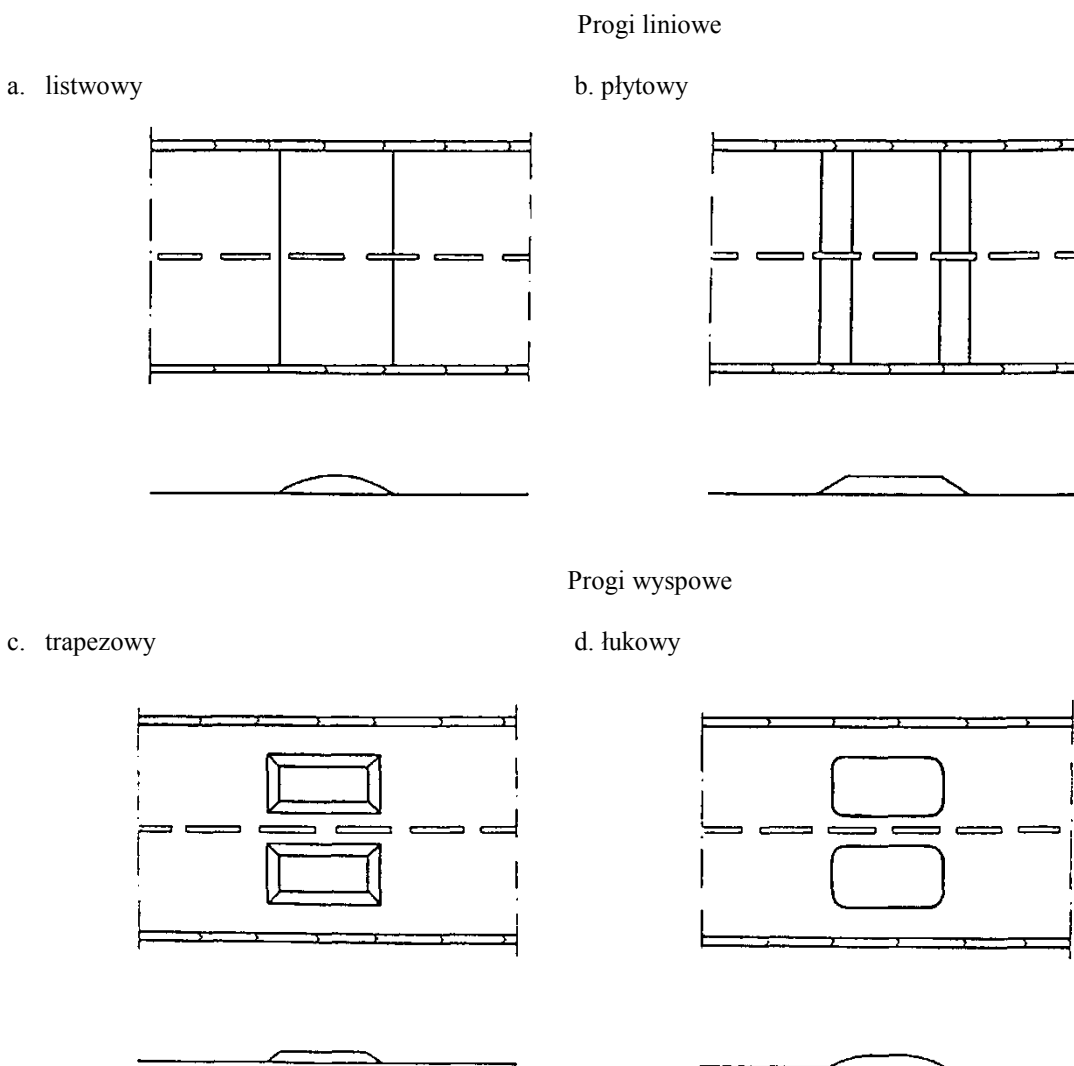 Progi liniowe
a. listwowy
b. płytowy
Progi wyspowe
c. trapezowy
d. łukowy